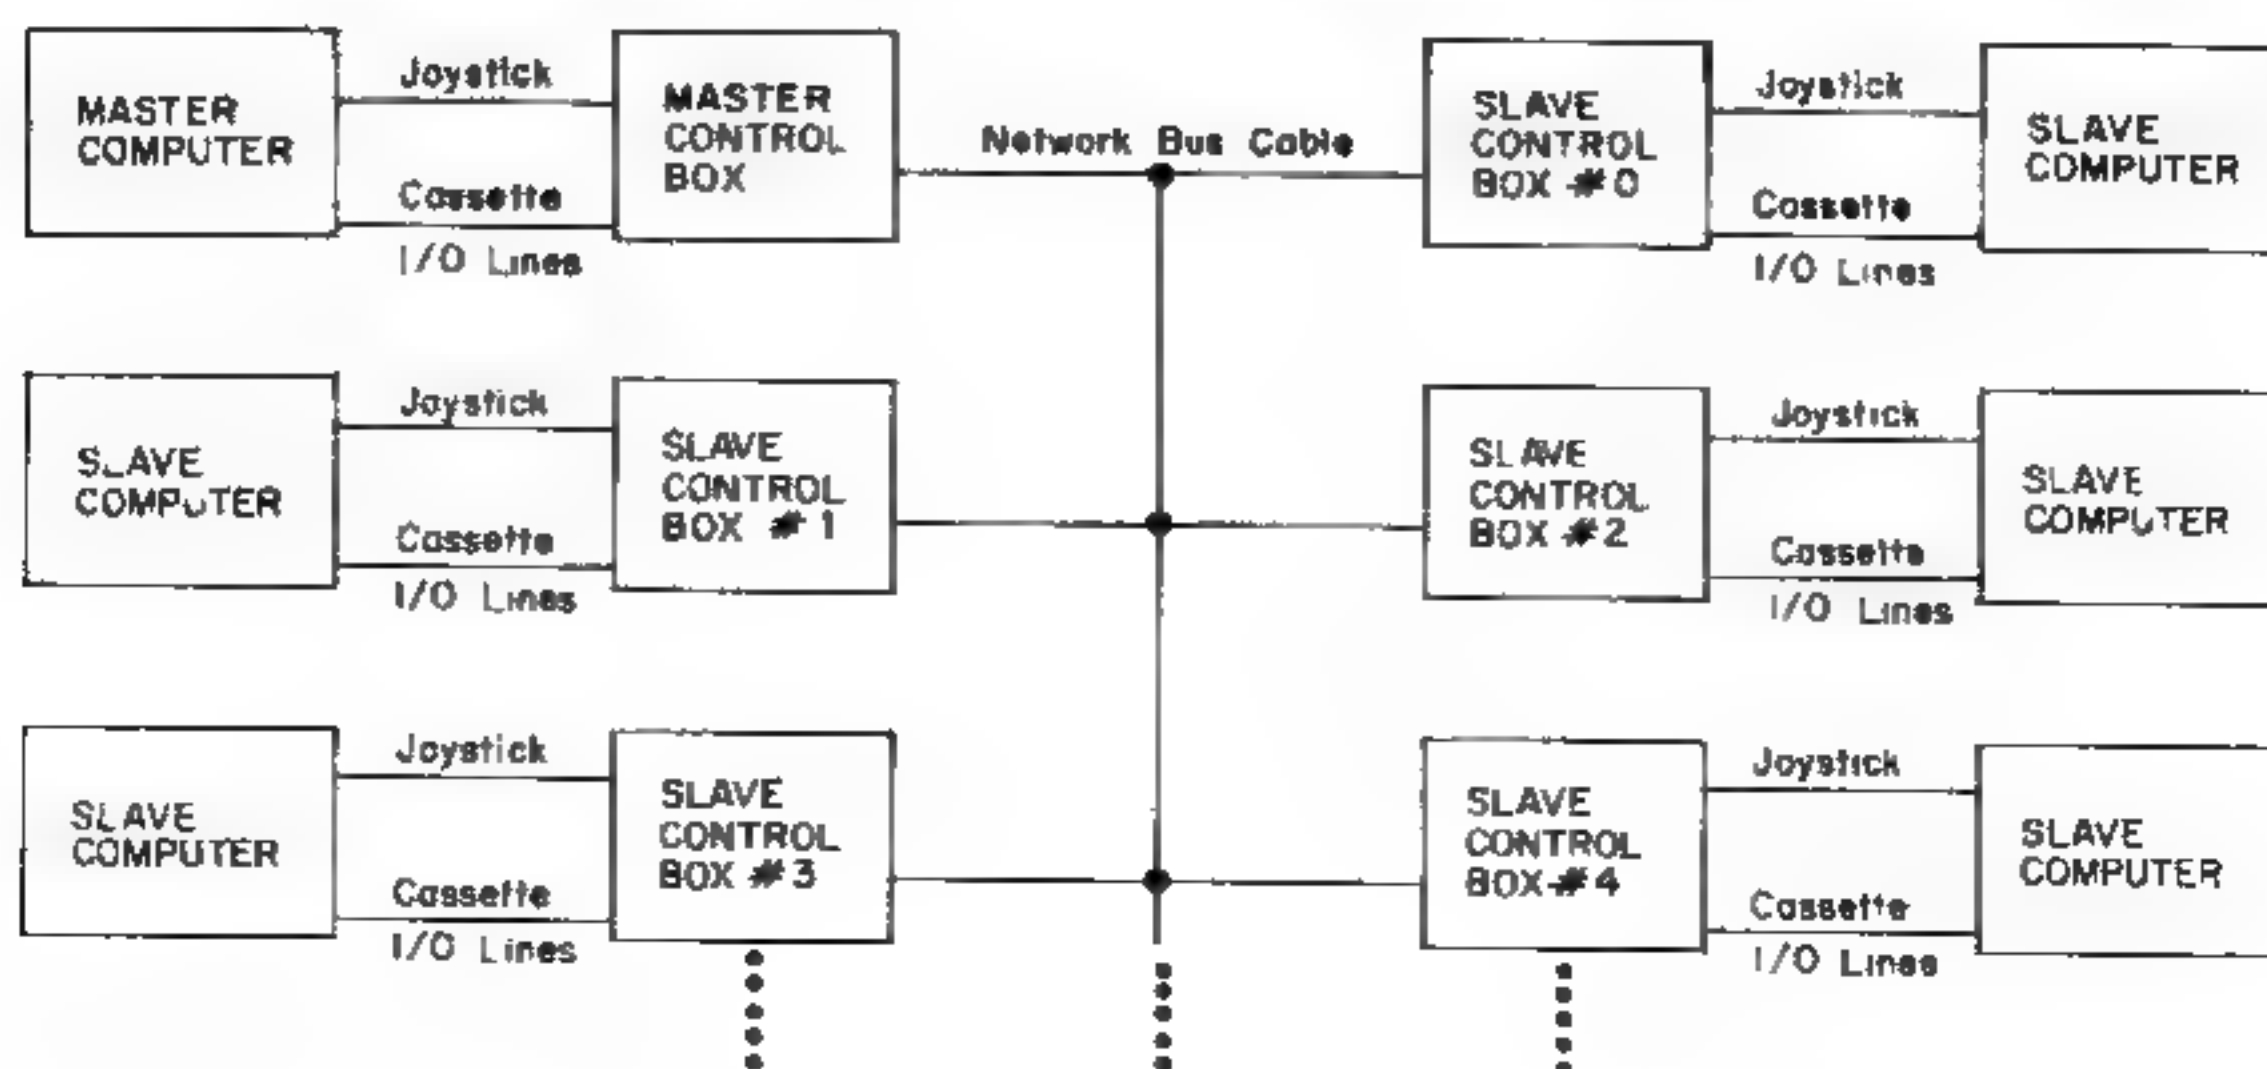 MASTER
COMPUTER
Joystick
Cassette
I/O Lines
MASTER
CONTROL
BOX
Network Bus Cable
SLAVE
CONTROL
BOX #0
Joystick
Cassette
I/O Lines
SLAVE
COMPUTER
SLAVE
COMPUTER
Joystick
Cassette
I/O Lines
SLAVE
CONTROL
BOX #1
SLAVE
CONTROL
BOX #2
Joystick
Cassette
I/O Lines
SLAVE
COMPUTER
SLAVE
COMPUTER
Joystick
Cassette
I/O Lines
SLAVE
CONTROL
BOX #3
SLAVE
CONTROL
BOX #4
Joystick
Cassette
I/O Lines
SLAVE
COMPUTER